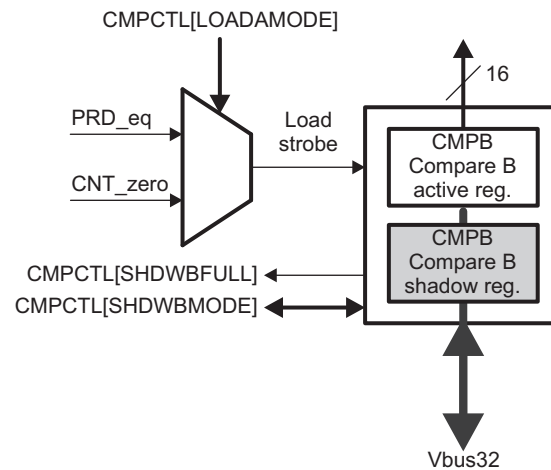 CMPCTL[LOADAMODE]
16
PRD_eq
Load
strobe
CMPB
Compare B
active reg.
CNT_zero
CMPB
Compare B
shadow reg.
CMPCTL[SHDWBFULL]
CMPCTL[SHDWBMODE]
Vbus32